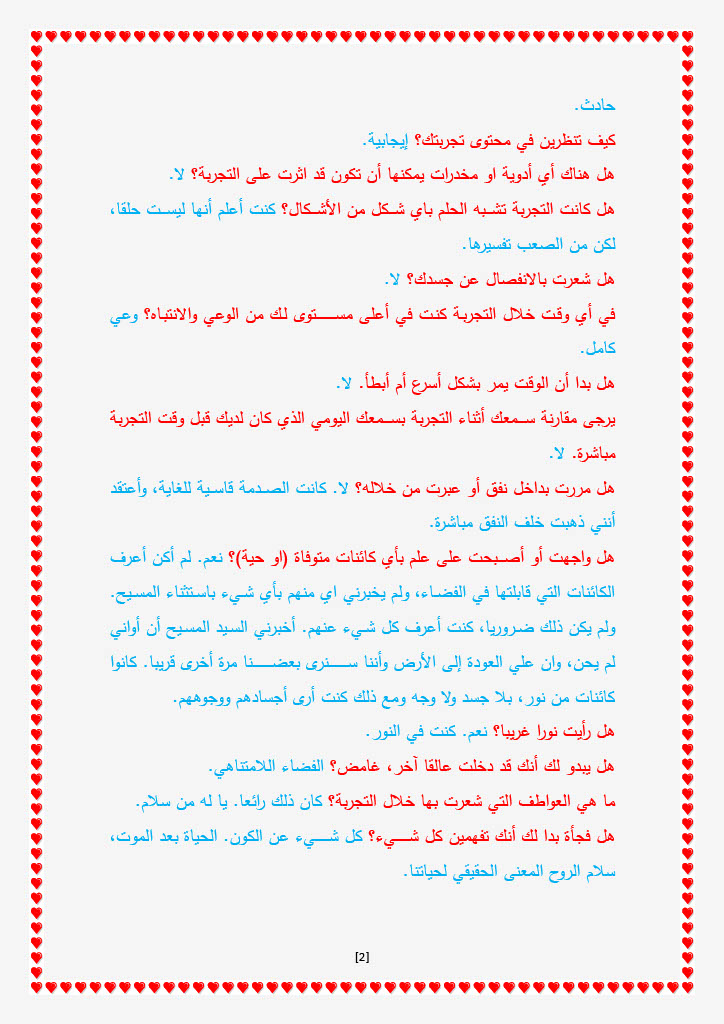 حادث.
كيف تنظرين في محتوى تجربتك؟ إيجابية.
هل هناك أي أدوية او مخدرات يمكنها أن تكون قد اثرت على التجربة؟ لا.
هل كانت التجربة تشبه الحلم باي شكل من الأشكال؟ كنت أعلم أنها ليست حلقا،
لكن من الصعب تفسيرها.
هل شعرت بالانفصال عن جسدك؟ لا.
في أي وقت خلال التجربة كنت في أعلى مستوى لك من الوعي والانتباه؟ وعي
كامل.
هل بدا أن الوقت يمر بشكل أسرع أم أبطأ. لا.
يرجى مقارنة سمعك أثناء التجربة بسمعك اليومي الذي كان لديك قبل وقت التجربة
مباشرة. لا.
هل مررت بداخل نفق أو عبرت من خلاله؟ لا. كانت الصدمة قاسية للغاية، وأعتقد
أنني ذهبت خلف النفق مباشرة.
هل واجهت أو أصبحت على علم بأي كائنات متوفاة (او حية)؟ نعم. لم أكن أعرف
الكائنات التي قابلتها في الفضاء، ولم يخبرني اي منهم بأي شيء باستثناء المسيح.
ولم يكن ذلك ضروريا، كنت أعرف كل شيء عنهم. أخبرني السيد المسيح أن أواني
لم يحن، وان علي العودة إلى الأرض وأننا سنرى بعضنا مرة أخرى قريبا. كانوا
كائنات من نور، بلا جسد ولا وجه ومع ذلك كنت أرى أجسادهم ووجوههم.
هل رأيت نورا غريبا؟ نعم. كنت في النور.
هل يبدو لك أنك قد دخلت عالقا آخر، غامض؟ الفضاء اللامتناهي.
ما هي العواطف التي شعرت بها خلال التجربة؟ كان ذلك رائعا. يا له من سلام.
هل فجأة بدا لك أنك تفهمين كل شيء؟ كل شيء عن الكون. الحياة بعد الموت،
سلام الروح المعنى الحقيقي لحياتنا.
[2]